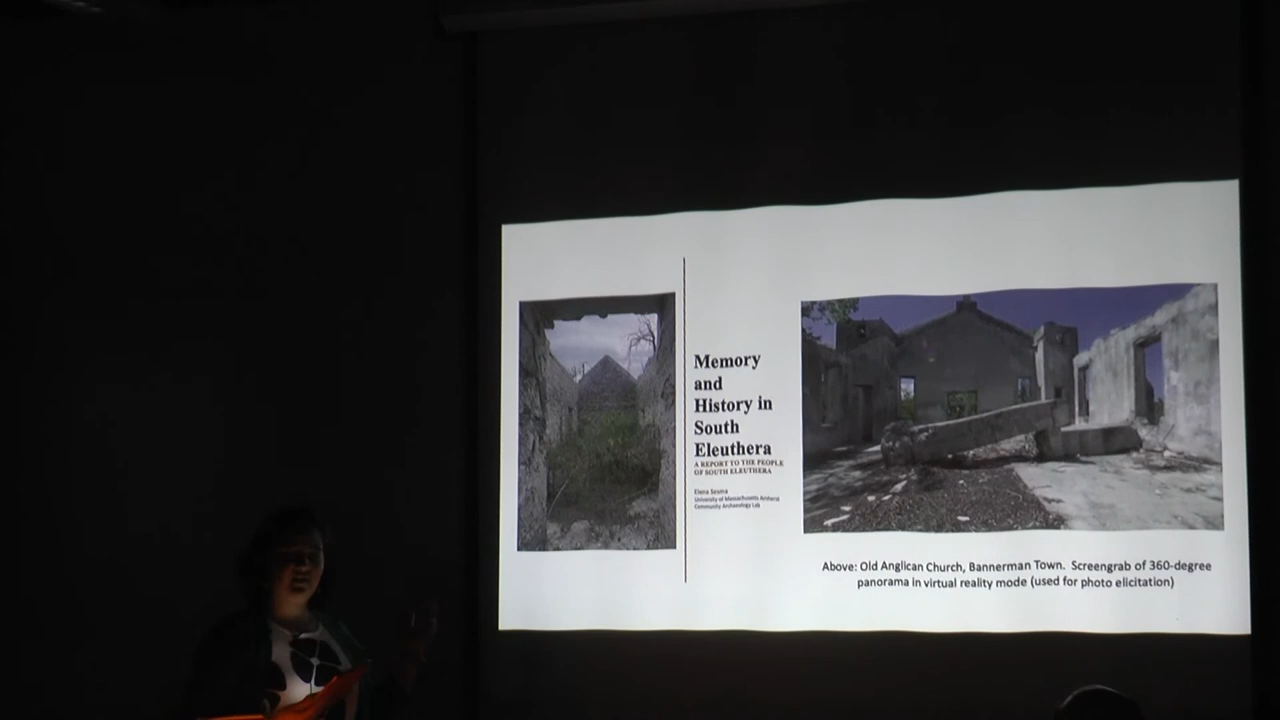 Memory
and
History in
South
Eleuthera
A REPORT TO THE PEOPLE
OF SOUTH ELEUTHERA
Elena Sesma
University of Massachusetts Amherst
Community Archaeology Lab
Above: Old Anglican Church, Bannerman Town. Screengrab of 360-degree
panorama in virtual reality mode (used for photo elicitation)